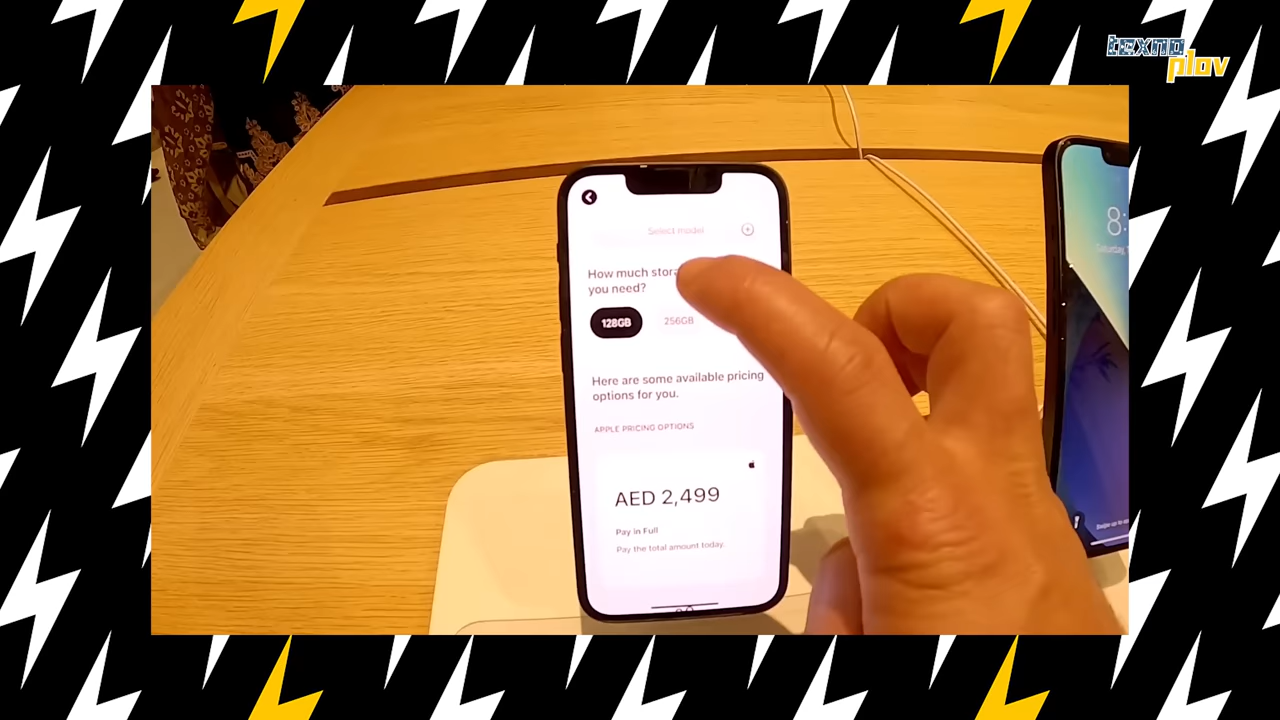 texno
plov
Select model
How much stora
you need?
128GB
256GB
Here are some available pricing
options for you.
APPLE PRICING OPTIONS
AED 2,499
Pay in Full
Pay the total amount today.
8: